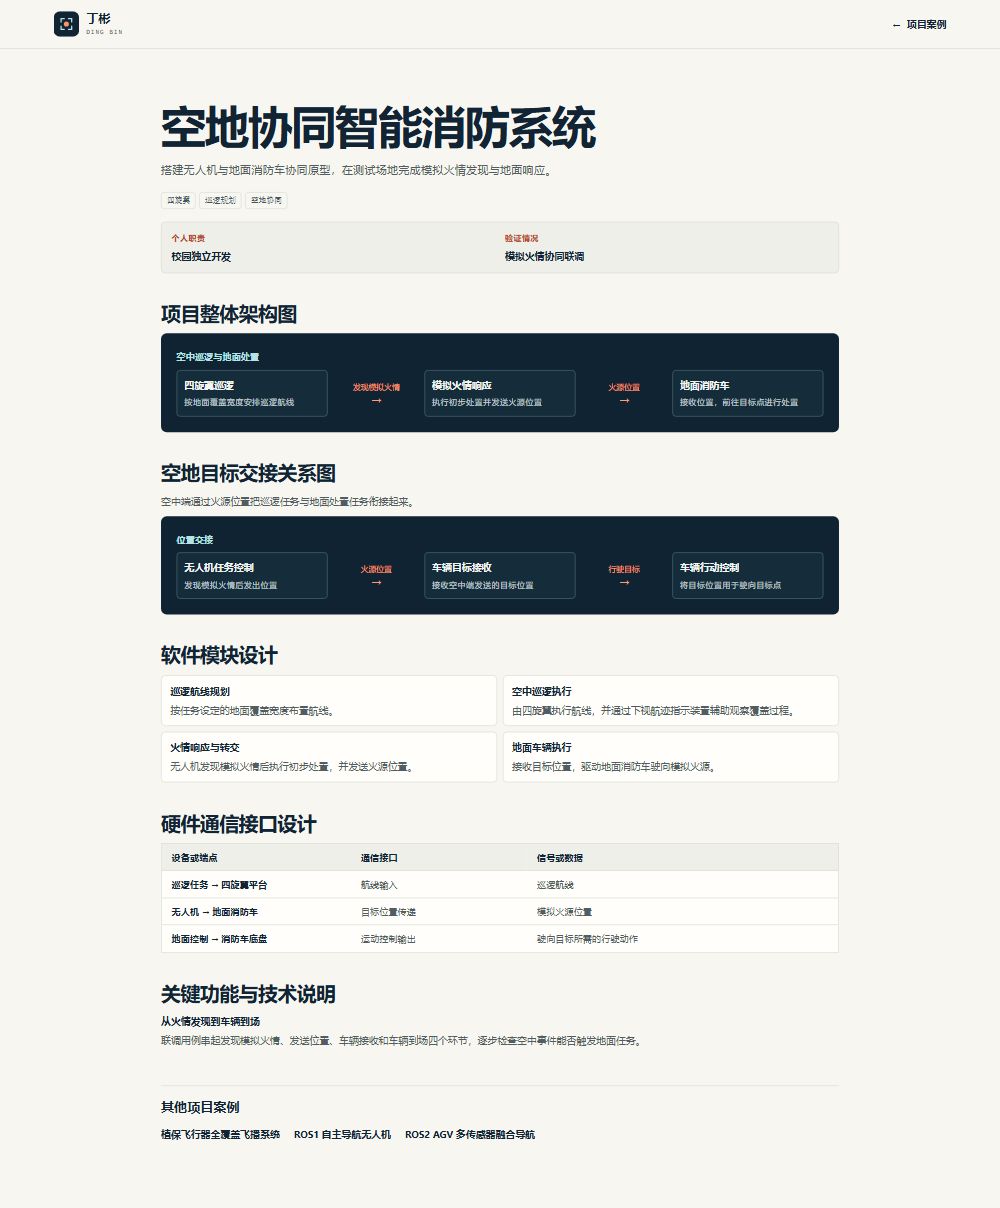 丁彬
DING BIN
← 项目案例
空地协同智能消防系统
搭建无人机与地面消防车协同原型，在测试场地完成模拟火情发现与地面响应。
四旋翼 巡逻规划 空地协同
个人职责 验证情况
校园独立开发 模拟火情协同联调
项目整体架构图
空中巡逻与地面处置
四旋翼巡逻
按地面覆盖宽度安排巡逻航线
发现模拟火情
→
模拟火情响应
执行初步处置并发送火源位置
火源位置
→
地面消防车
接收位置，前往目标点进行处置
空地目标交接关系图
空中端通过火源位置把巡逻任务与地面处置任务衔接起来。
位置交接
无人机任务控制
发现模拟火情后发出位置
火源位置
→
车辆目标接收
接收空中端发送的目标位置
行驶目标
→
车辆行动控制
将目标位置用于驶向目标点
软件模块设计
巡逻航线规划
按任务设定的地面覆盖宽度布置航线。
空中巡逻执行
由四旋翼执行航线，并通过下视航迹指示装置辅助观察覆盖过程。
火情响应与转交
无人机发现模拟火情后执行初步处置，并发送火源位置。
地面车辆执行
接收目标位置，驱动地面消防车驶向模拟火源。
硬件通信接口设计
设备或端点 通信接口 信号或数据
巡逻任务 → 四旋翼平台 航线输入 巡逻航线
无人机 → 地面消防车 目标位置传递 模拟火源位置
地面控制 → 消防车底盘 运动控制输出 驶向目标所需的行驶动作
关键功能与技术说明
从火情发现到车辆到场
联调用例串起发现模拟火情、发送位置、车辆接收和车辆到场四个环节，逐步检查空中事件能否触发地面任务。
其他项目案例
植保飞行器全覆盖飞播系统 ROS1 自主导航无人机 ROS2 AGV 多传感器融合导航